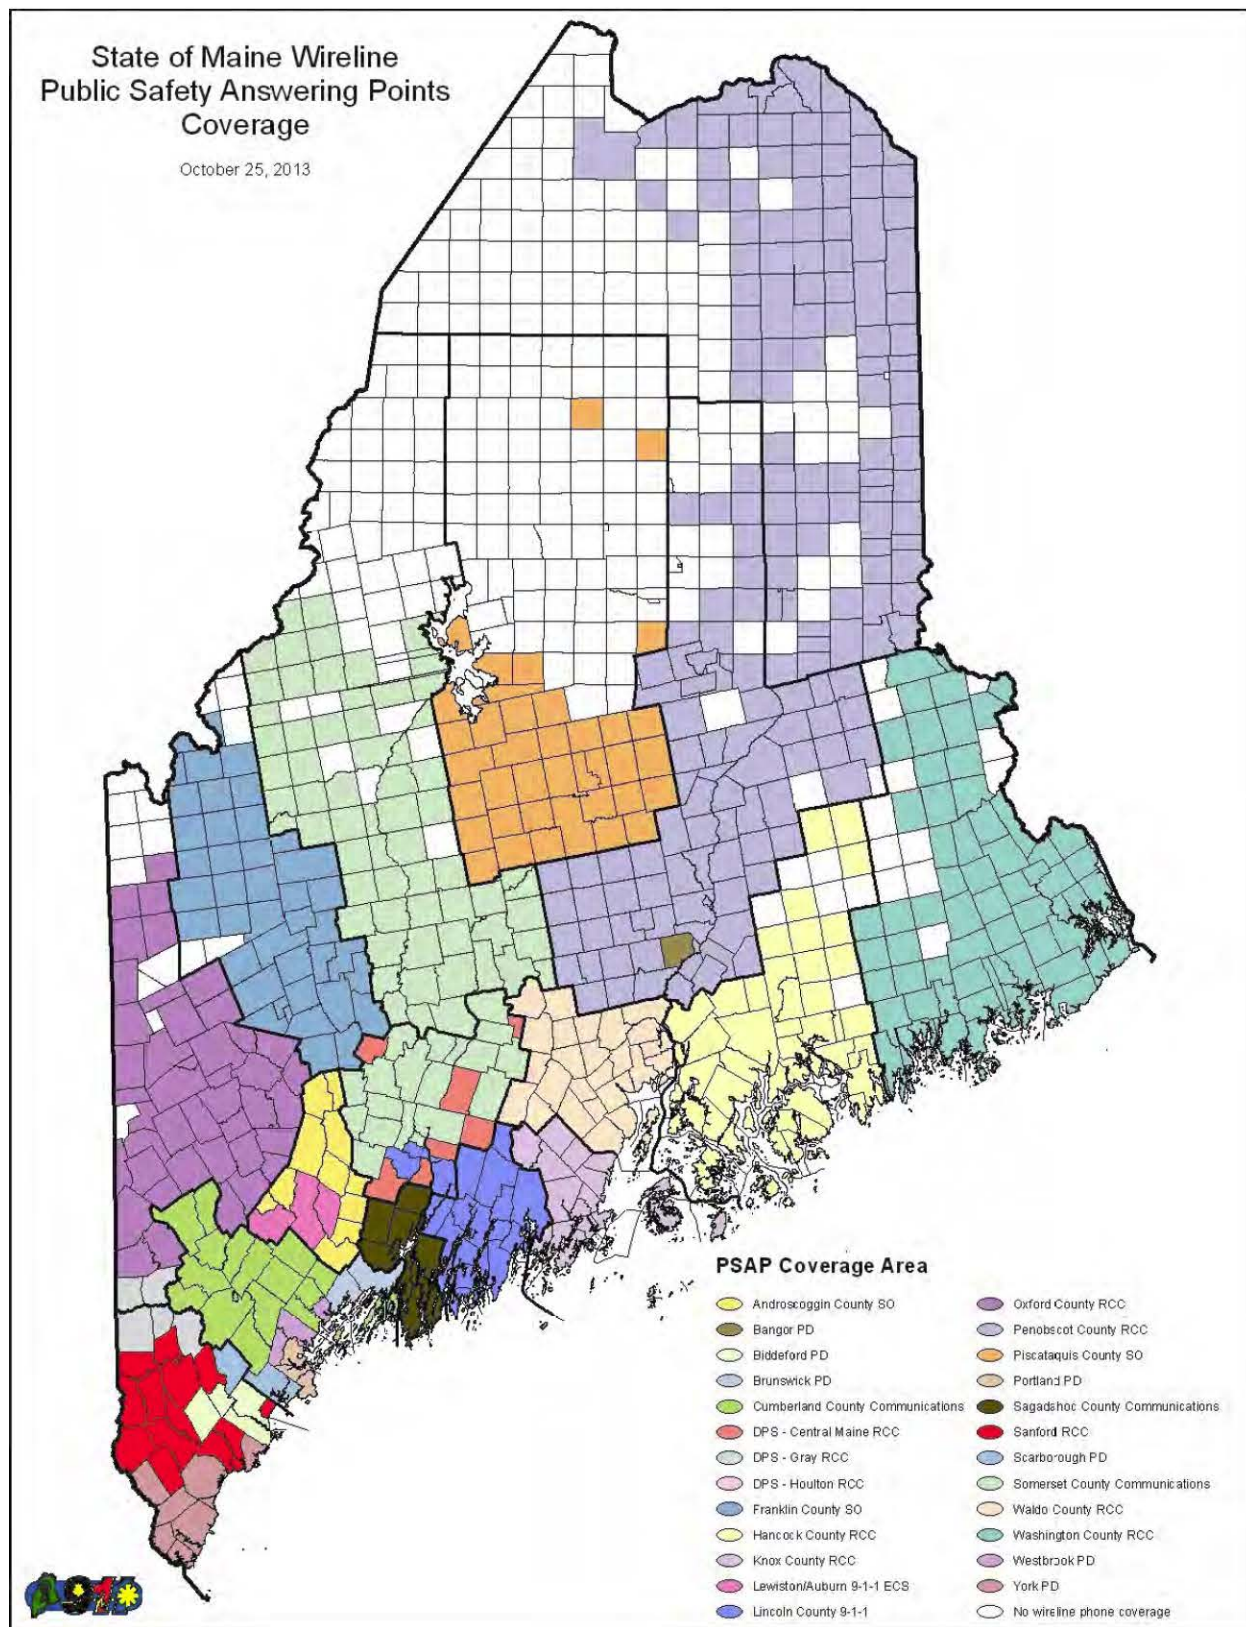 State of Maine Wireline
Public Safety Answering Points
Coverage
October 25, 2013
PSAP Coverage Area
Androscoggin County SO
Bangor PD
Biddeford PD
Brunswick PD
Cumberland County Communications
DPS - Central Maine RCC
DPS - Gray RCC
DPS - Houlton RCC
Franklin County SO
Hancock County RCC
Knox County RCC
Lewiston/Auburn 9-1-1 ECS
Lincoln County 9-1-1
Oxford County RCC
Penobscot County RCC
Piscataquis County SO
Portland PD
Sagadahoc County Communications
Sanford RCC
Scarborough PD
Somerset County Communications
Waldo County RCC
Washington County RCC
Westbrook PD
York PD
No wireline phone coverage